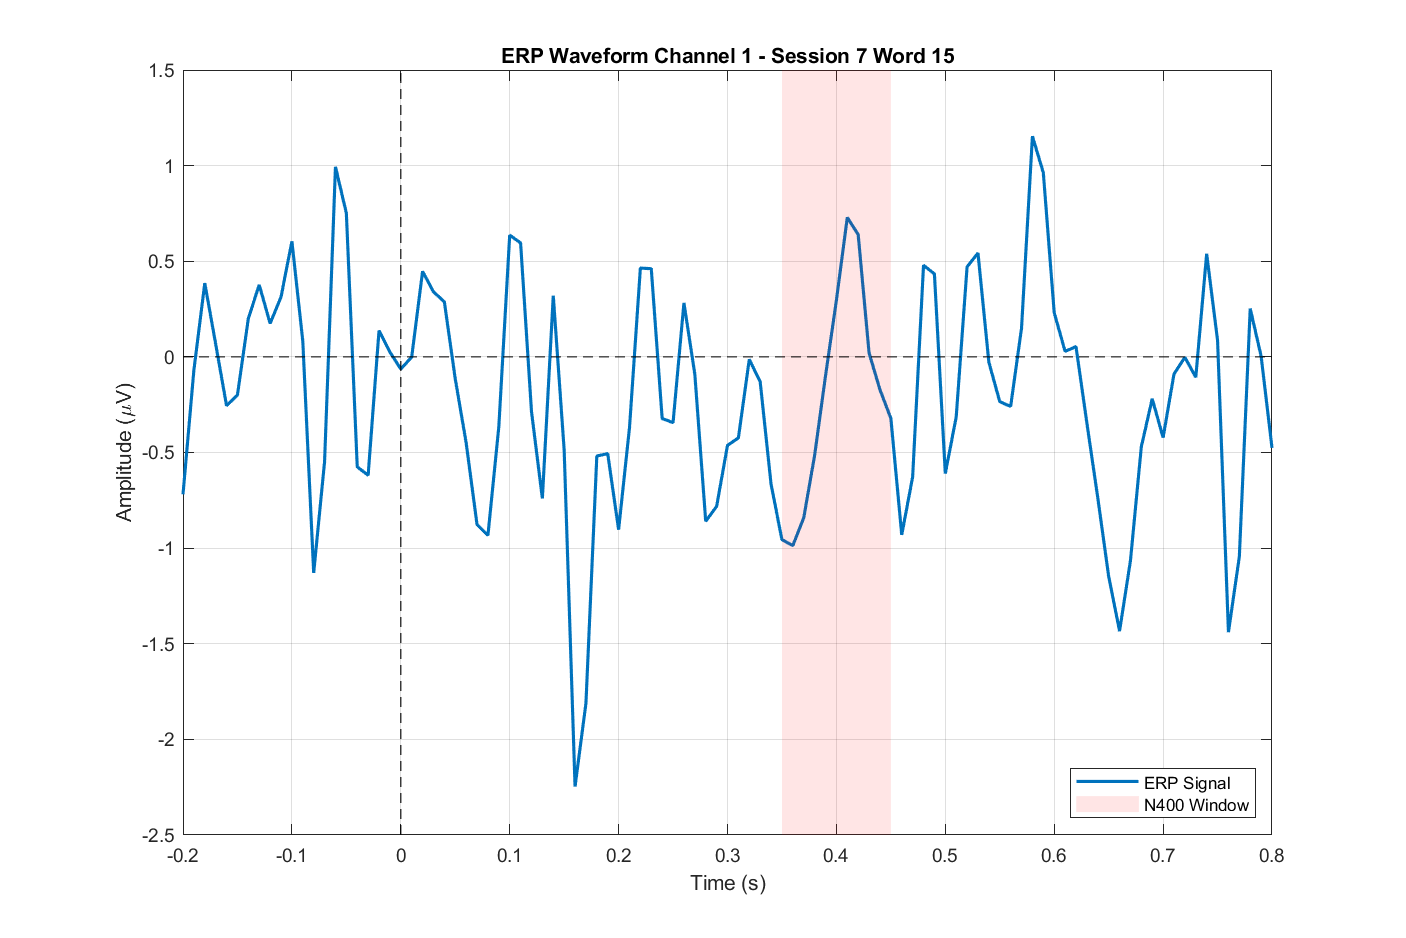 ERP Waveform Channel 1 - Session 7 Word 15
1.5
1
0.5
0
-0.5
-1
-1.5
-2
-2.5
Amplitude (μV)
-0.2 -0.1 0 0.1 0.2 0.3 0.4 0.5 0.6 0.7 0.8
Time (s)
ERP Signal
N400 Window